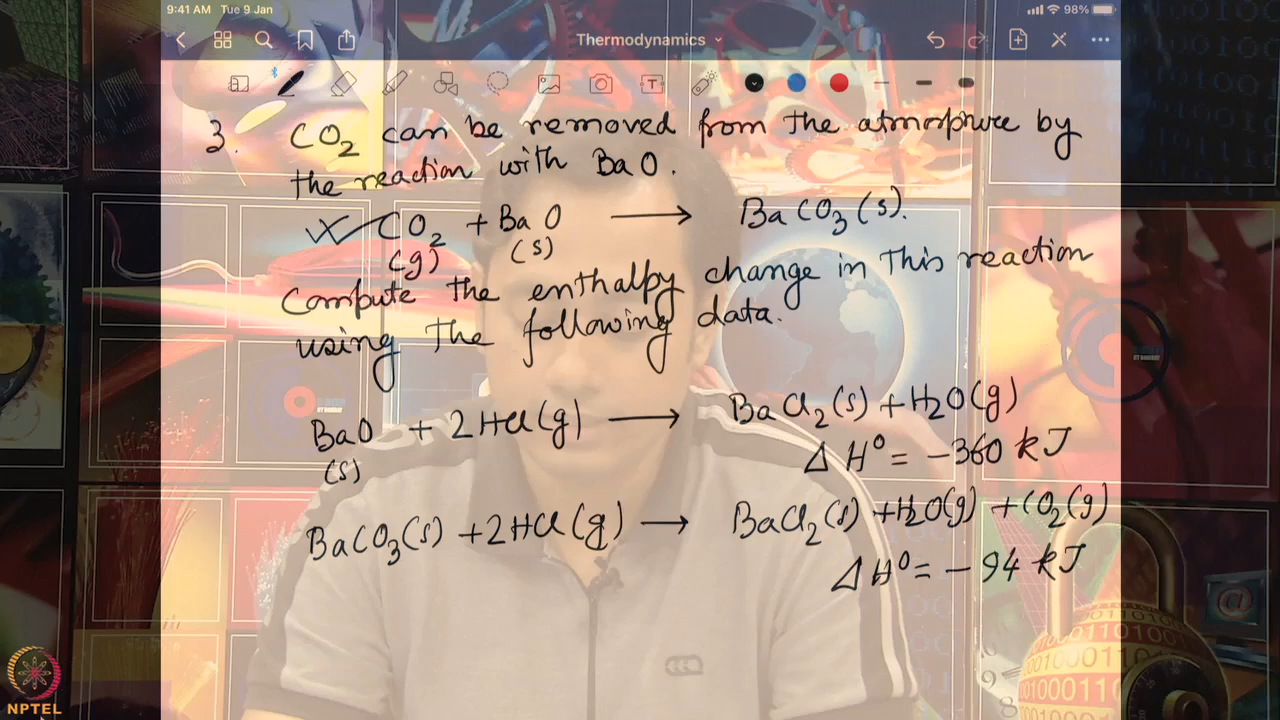 9:41 AM Tue 9 Jan
98%
Thermodynamics
T
3. CO2 can be removed from the atmosphere by
the reaction with BaO.
CO2 + BaO ⟶ BaCO3(s).
(g) (s)
Compute the enthalpy change in this reaction
using the following data.
BaO + 2HCl(g) ⟶ BaCl2(s) + H2O(g)
(s) ΔH° = -360 kJ
BaCO3(s) + 2HCl(g) ⟶ BaCl2(s) + H2O(g) + CO2(g)
ΔH° = -94 kJ
NPTEL